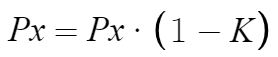 Px = Px · (1 − K)